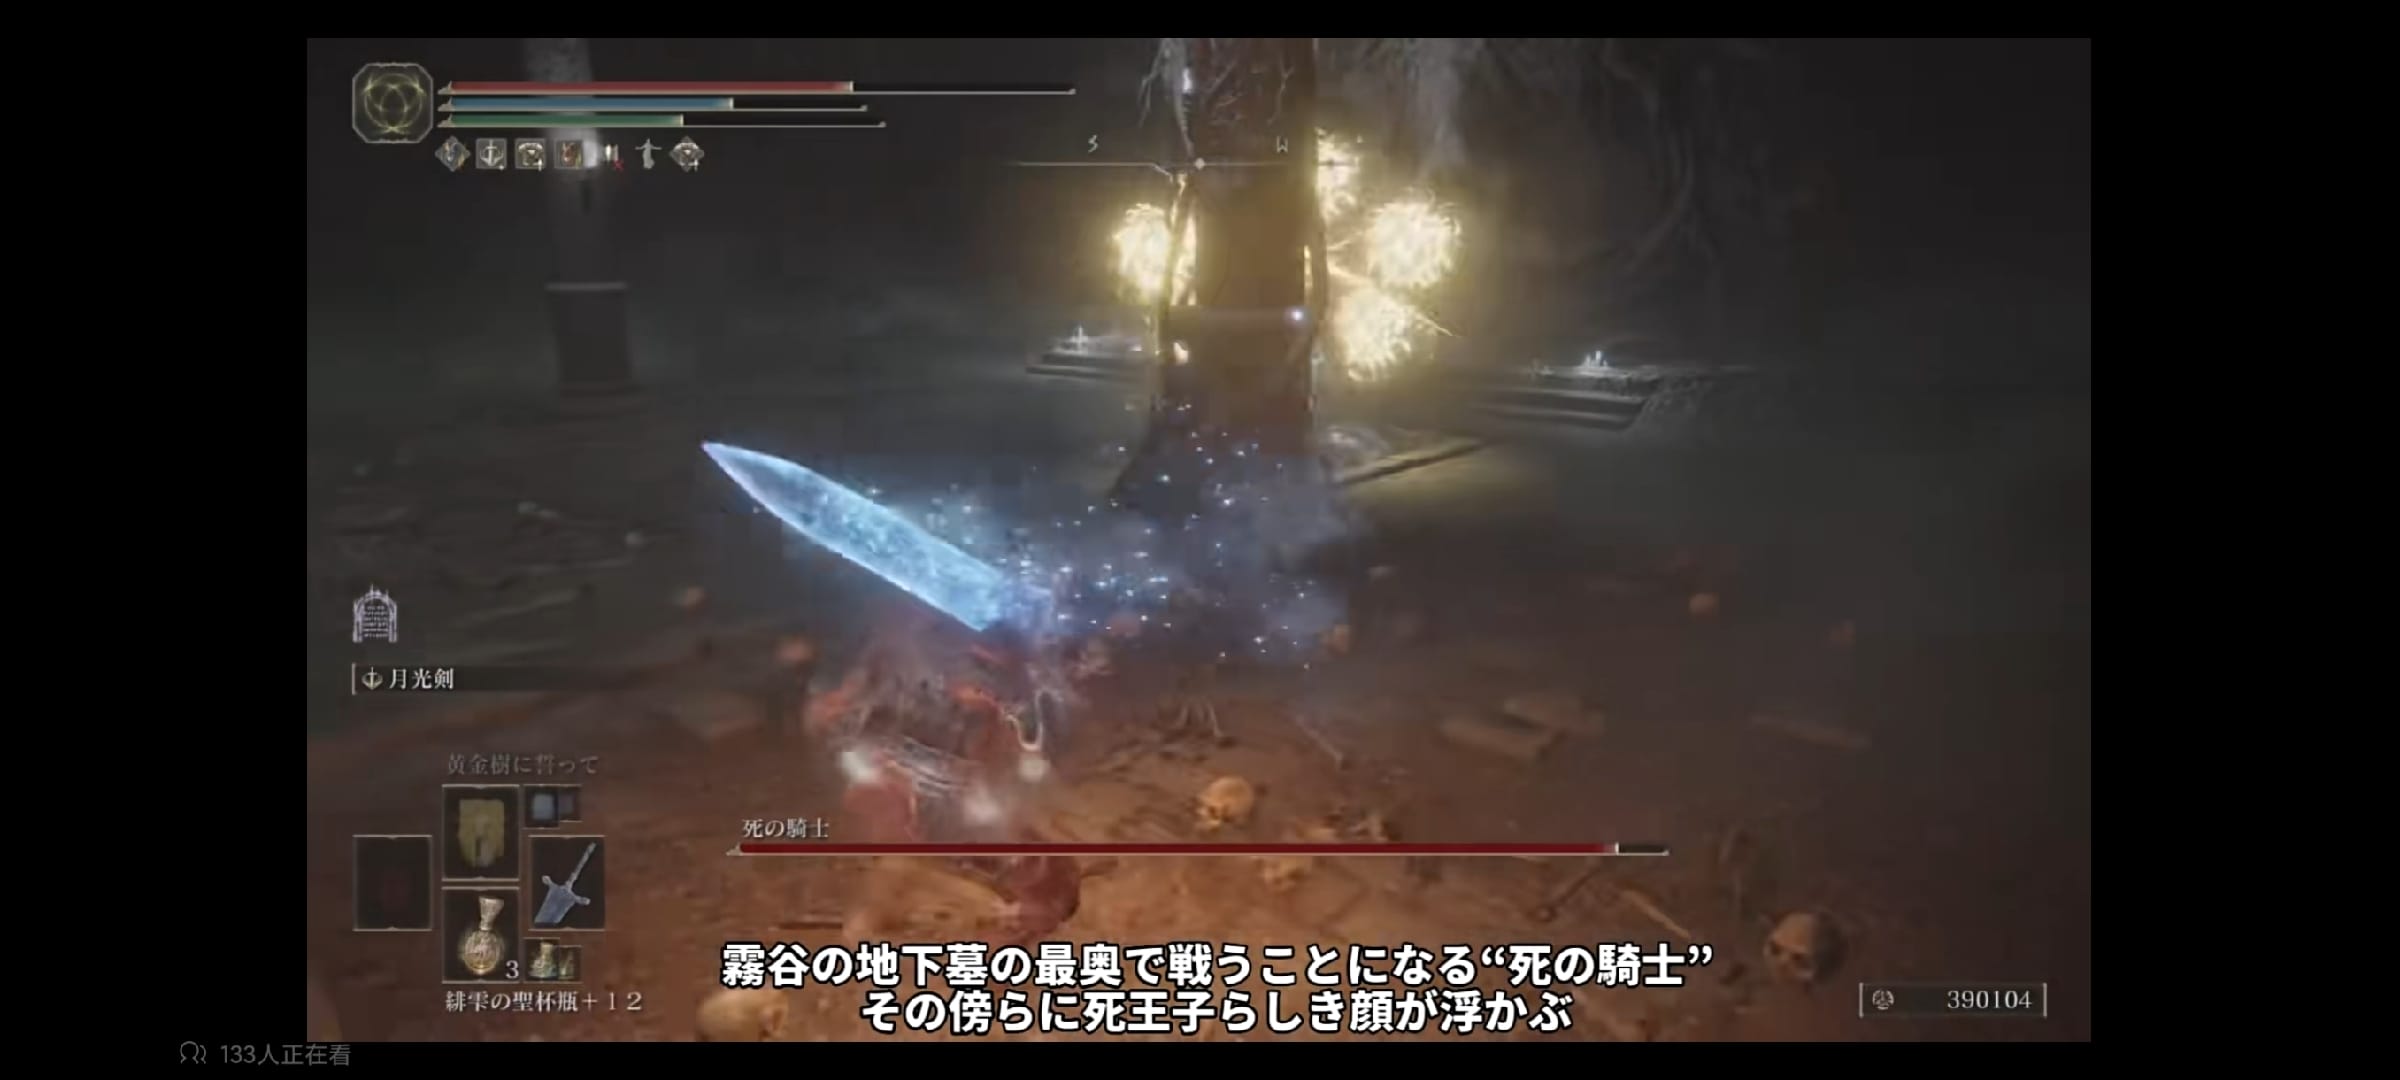 S W
月光剣
黄金樹に誓って
死の騎士
3
緋雫の聖杯瓶+12
霧谷の地下墓の最奥で戦うことになる“死の騎士”
その傍らに死王子らしき顔が浮かぶ
390104
133人正在看